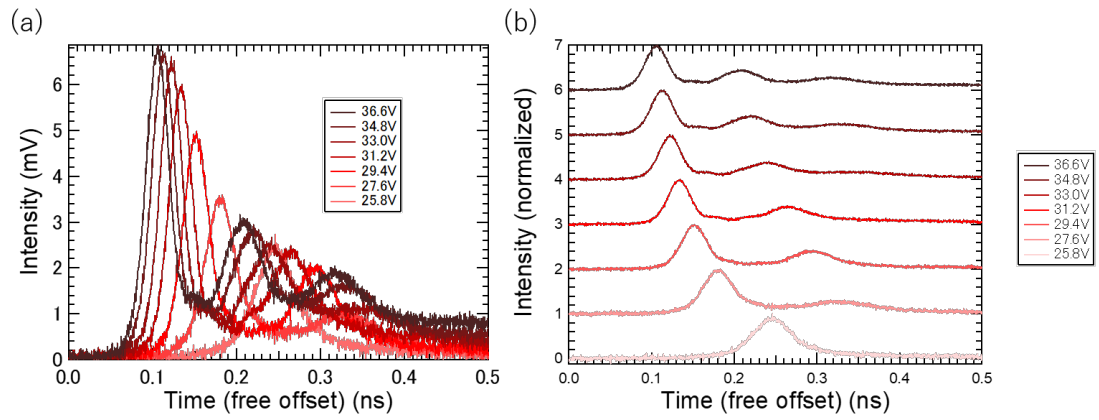 (a)
Intensity (mV)
6
5
4
3
2
1
0
36.6V
34.8V
33.0V
31.2V
29.4V
27.6V
25.8V
0.0 0.1 0.2 0.3 0.4 0.5
Time (free offset) (ns)
(b)
Intensity (normalized)
7
6
5
4
3
2
1
0
0.0 0.1 0.2 0.3 0.4 0.5
Time (free offset) (ns)
36.6V
34.8V
33.0V
31.2V
29.4V
27.6V
25.8V